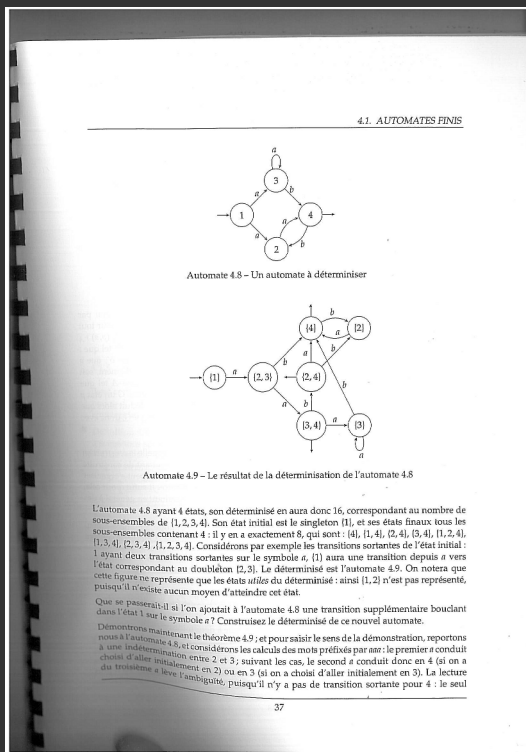 4.1. AUTOMATES FINIS
a
3
a
b
1
4
a
a
b
2
Automate 4.8 – Un automate à déterminiser
b
{4}
{2}
a
b
a
b
{1}
a
{2, 3}
{2, 4}
b
a
b
{3, 4}
a
{3}
a
Automate 4.9 – Le résultat de la déterminisation de l'automate 4.8
L'automate 4.8 ayant 4 états, son déterminisé en aura donc 16, correspondant au nombre de
sous-ensembles de {1, 2, 3, 4}. Son état initial est le singleton {1}, et ses états finaux tous les
sous-ensembles contenant 4 : il y en a exactement 8, qui sont : {4}, {1, 4}, {2, 4}, {3, 4}, {1, 2, 4},
{1, 3, 4}, {2, 3, 4} ,{1, 2, 3, 4}. Considérons par exemple les transitions sortantes de l'état initial :
1 ayant deux transitions sortantes sur le symbole a, {1} aura une transition depuis a vers
l'état correspondant au doubleton {2, 3}. Le déterminisé est l'automate 4.9. On notera que
cette figure ne représente que les états utiles du déterminisé : ainsi {1, 2} n'est pas représenté,
puisqu'il n'existe aucun moyen d'atteindre cet état.
Que se passerait-il si l'on ajoutait à l'automate 4.8 une transition supplémentaire bouclant
dans l'état 1 sur le symbole a ? Construisez le déterminisé de ce nouvel automate.
Démontrons maintenant le théorème 4.9 ; et pour saisir le sens de la démonstration, reportons
nous à l'automate 4.8, et considérons les calculs des mots préfixés par aaa : le premier a conduit
à une indétermination entre 2 et 3 ; suivant les cas, le second a conduit donc en 4 (si on a
choisi d'aller initialement en 2) ou en 3 (si on a choisi d'aller initialement en 3). La lecture
du troisième a lève l'ambiguïté, puisqu'il n'y a pas de transition sortante pour 4 : le seul
37